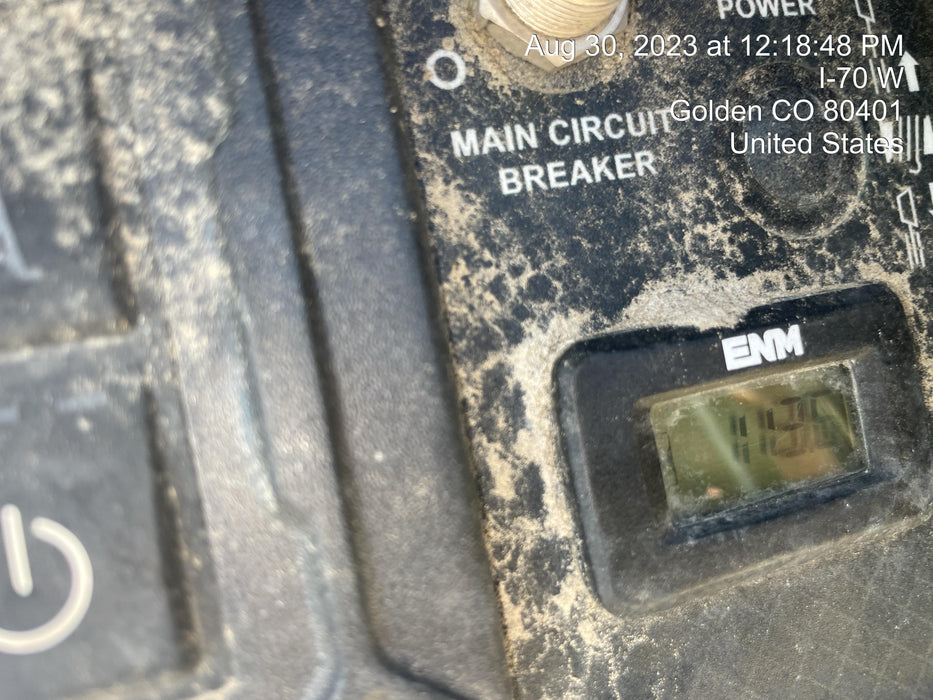 POWER
Aug 30, 2023 at 12:18:48 PM
I-70 W
Golden CO 80401
United States
MAIN CIRCUIT
BREAKER
ENM